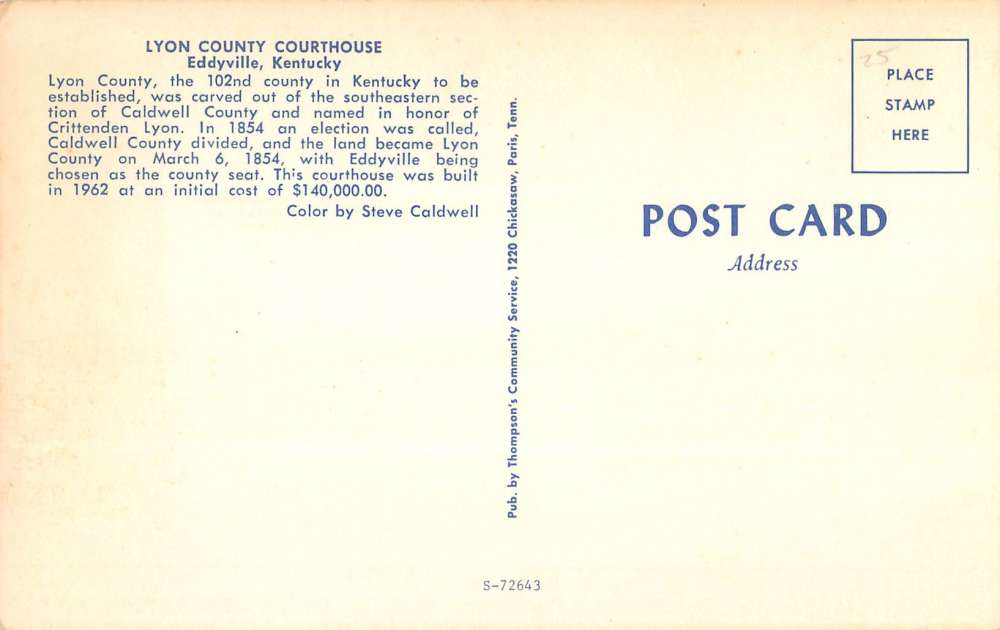 LYON COUNTY COURTHOUSE
Eddyville, Kentucky
Lyon County, the 102nd county in Kentucky to be
established, was carved out of the southeastern sec-
tion of Caldwell County and named in honor of
Crittenden Lyon. In 1854 an election was called,
Caldwell County divided, and the land became Lyon
County on March 6, 1854, with Eddyville being
chosen as the county seat. This courthouse was built
in 1962 at an initial cost of $140,000.00.
Color by Steve Caldwell
Pub. by Thompson's Community Service, 1220 Chickasaw, Paris, Tenn.
25
PLACE
STAMP
HERE
POST CARD
Address
S-72643